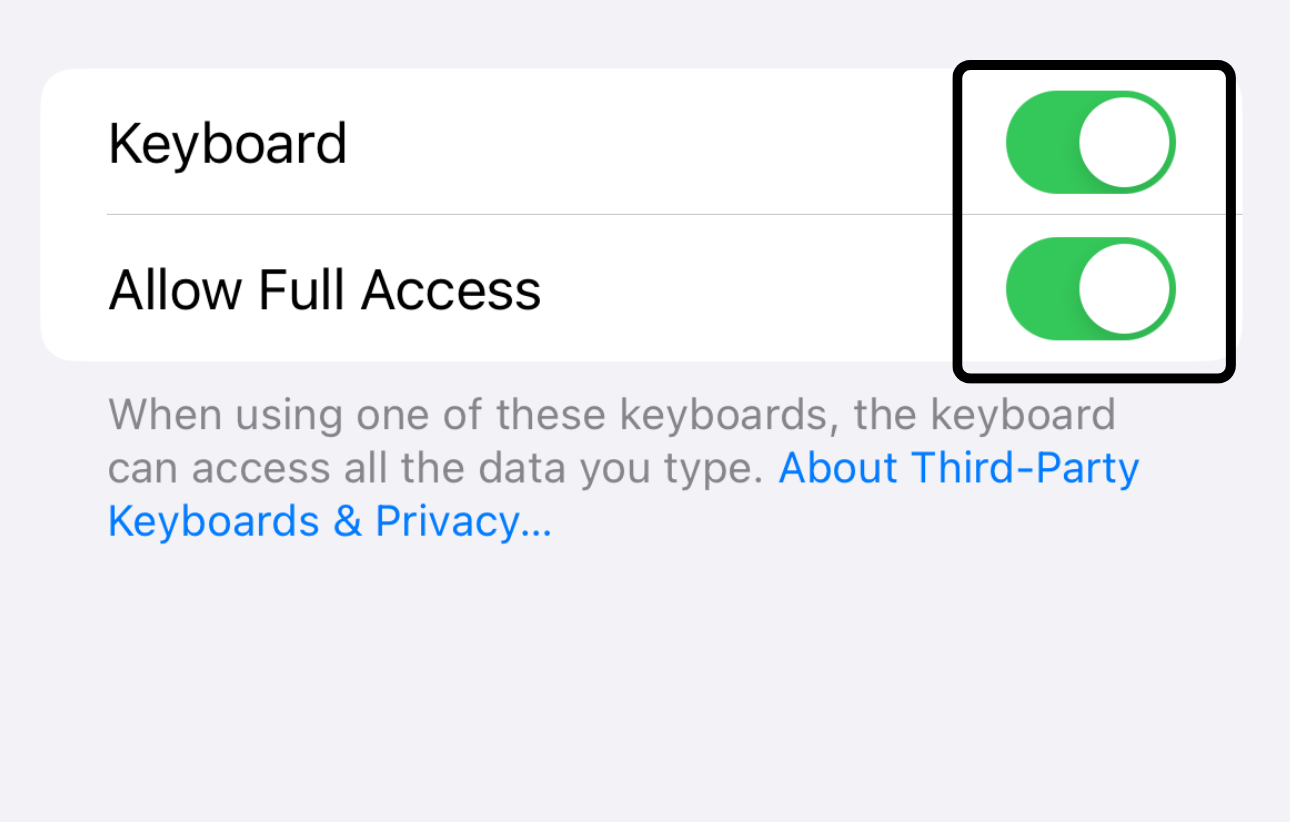 Keyboard
Allow Full Access
When using one of these keyboards, the keyboard
can access all the data you type. About Third-Party
Keyboards & Privacy...